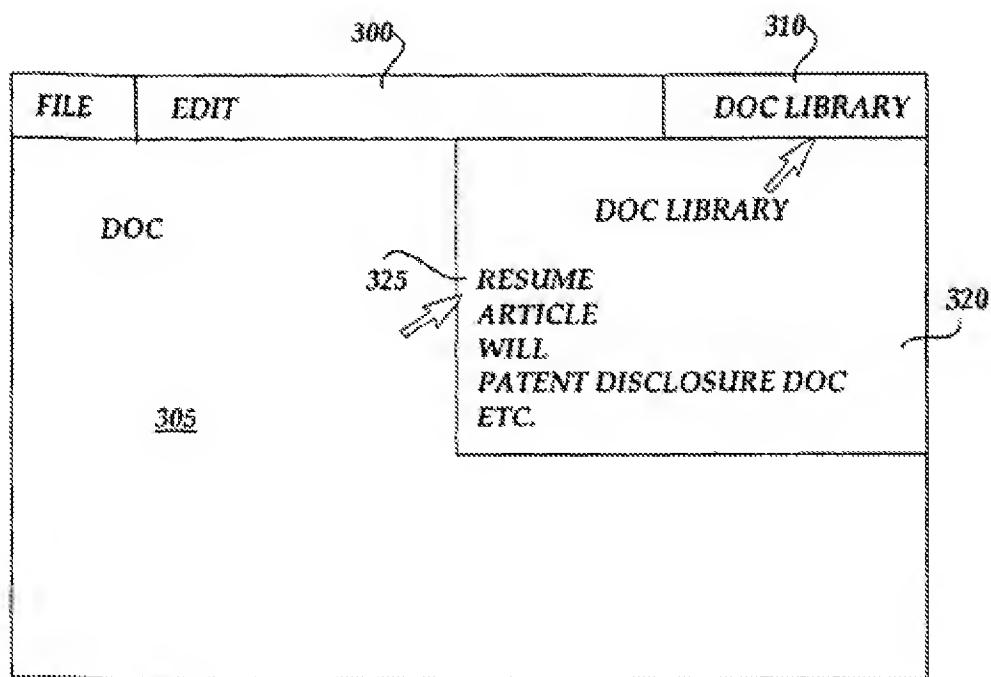 300
310
FILE
EDIT
DOC LIBRARY
DOC
DOC LIBRARY
325
RESUME
320
ARTICLE
WILL
PATENT DISCLOSURE DOC
305
ETC.